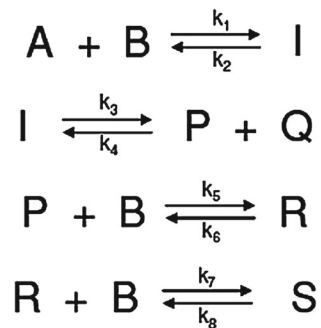 A + B k₁ ⇌ k₂ I
I k₃ ⇌ k₄ P + Q
P + B k₅ ⇌ k₆ R
R + B k₇ ⇌ k₈ S